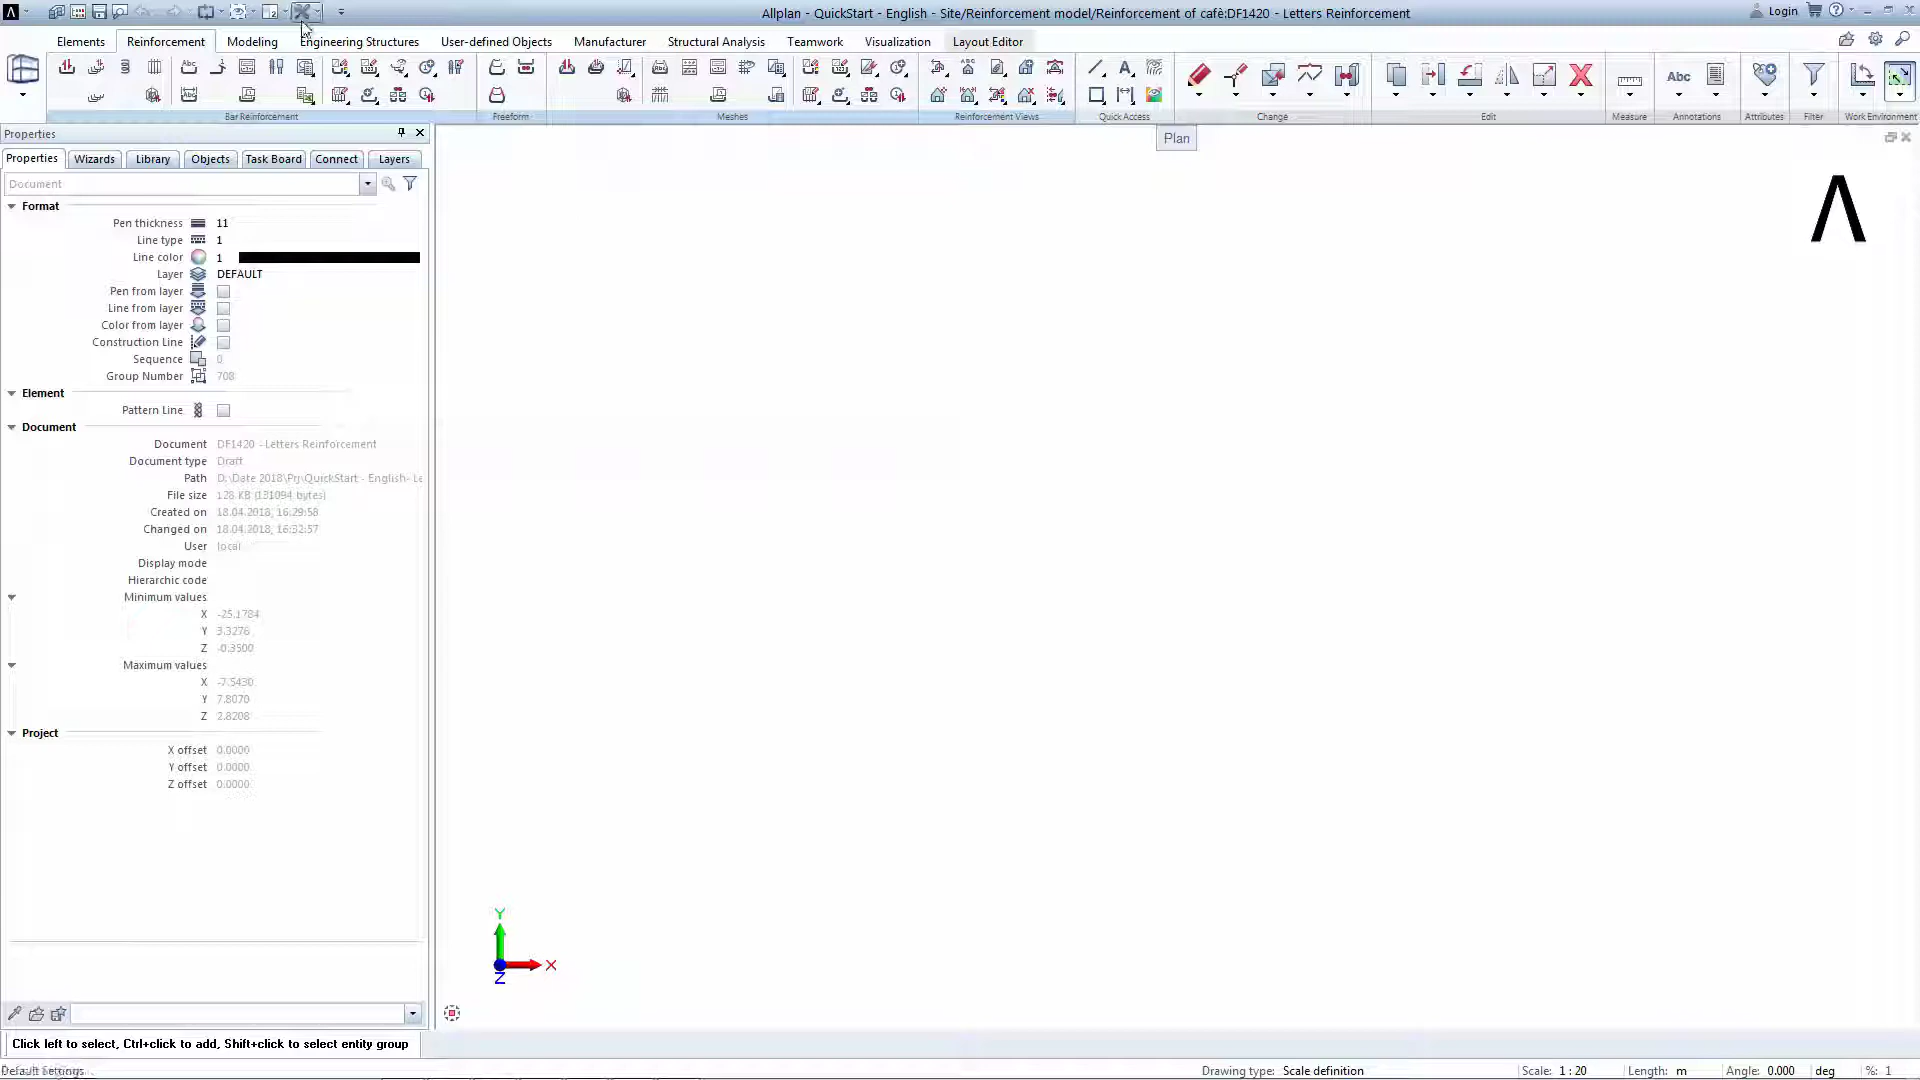 Allplan - QuickStart - English - Site/Reinforcement model/Reinforcement of cafè:DF1420 - Letters Reinforcement
Login
Elements Reinforcement Modeling Engineering Structures User-defined Objects Manufacturer Structural Analysis Teamwork Visualization Layout Editor
Bar Reinforcement Freeform Meshes Reinforcement Views Quick Access Change Edit Measure Annotations Attributes Filter Work Environment
Abc
Properties
Plan
Properties Wizards Library Objects Task Board Connect Layers
Document
Format
Pen thickness 11
Line type 1
Line color 1
Layer DEFAULT
Pen from layer
Line from layer
Color from layer
Construction Line
Sequence 0
Group Number 708
Element
Pattern Line
Document
Document DF1420 - Letters Reinforcement
Document type Draft
Path D:\Date 2018\Prj\QuickStart - English- Le
File size 128 KB (131094 bytes)
Created on 18.04.2018, 16:29:58
Changed on 18.04.2018, 16:32:57
User local
Display mode
Hierarchic code
Minimum values
X -25.1784
Y 3.3276
Z -0.3500
Maximum values
X -7.5430
Y 7.8070
Z 2.8208
Project
X offset 0.0000
Y offset 0.0000
Z offset 0.0000
Y
X
Z
Click left to select, Ctrl+click to add, Shift+click to select entity group
Default Settings
Drawing type: Scale definition Scale: 1 : 20 Length: m Angle: 0.000 deg %: 1